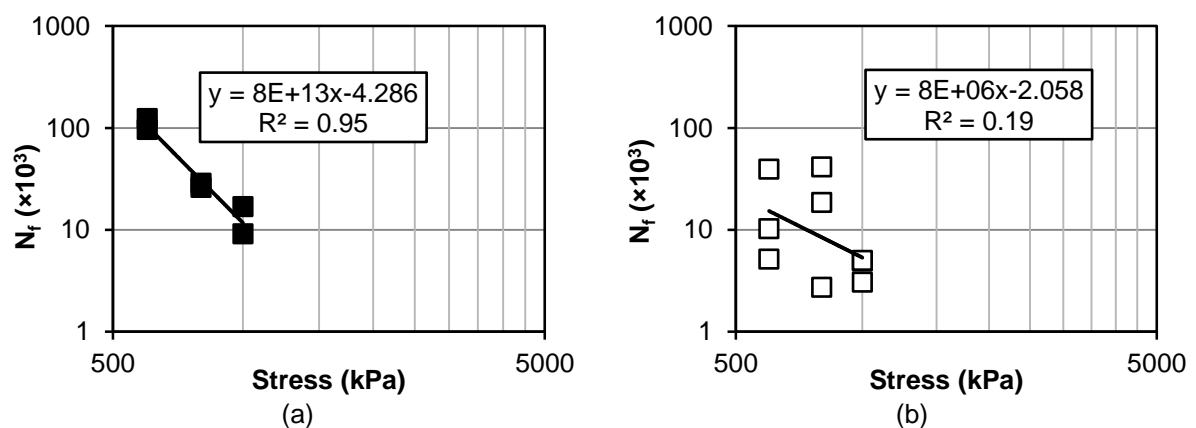 1000
100
10
1
N_f (×10³)
y = 8E+13x-4.286
R² = 0.95
500
5000
Stress (kPa)
(a)
1000
100
10
1
N_f (×10³)
y = 8E+06x-2.058
R² = 0.19
500
5000
Stress (kPa)
(b)